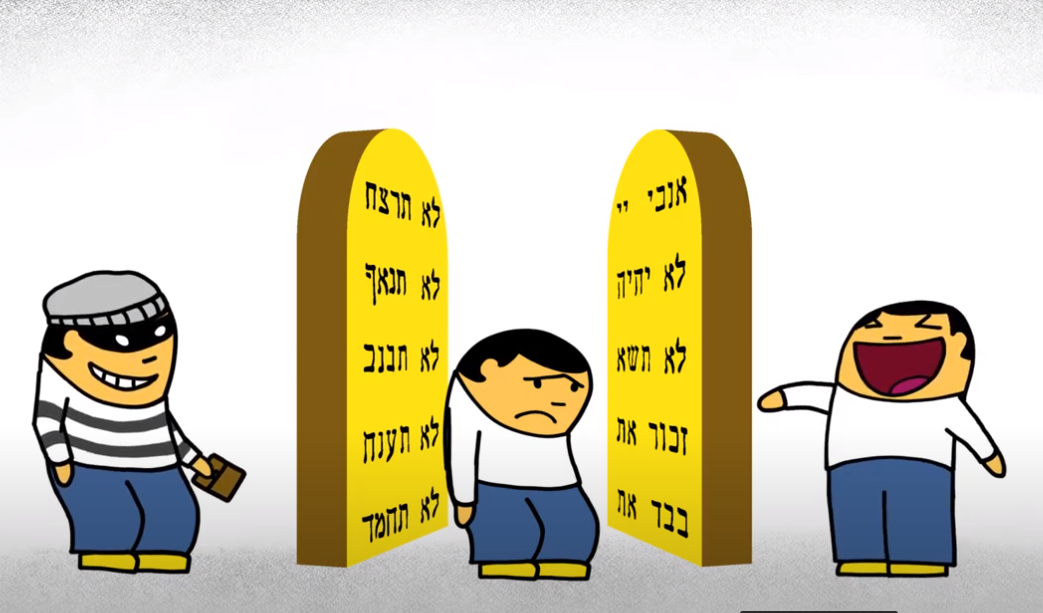 אנכי יי
לא יהיה
לא תשא
זכור את
כבד את
לא תרצח
לא תנאף
לא תגנב
לא תענה
לא תחמד